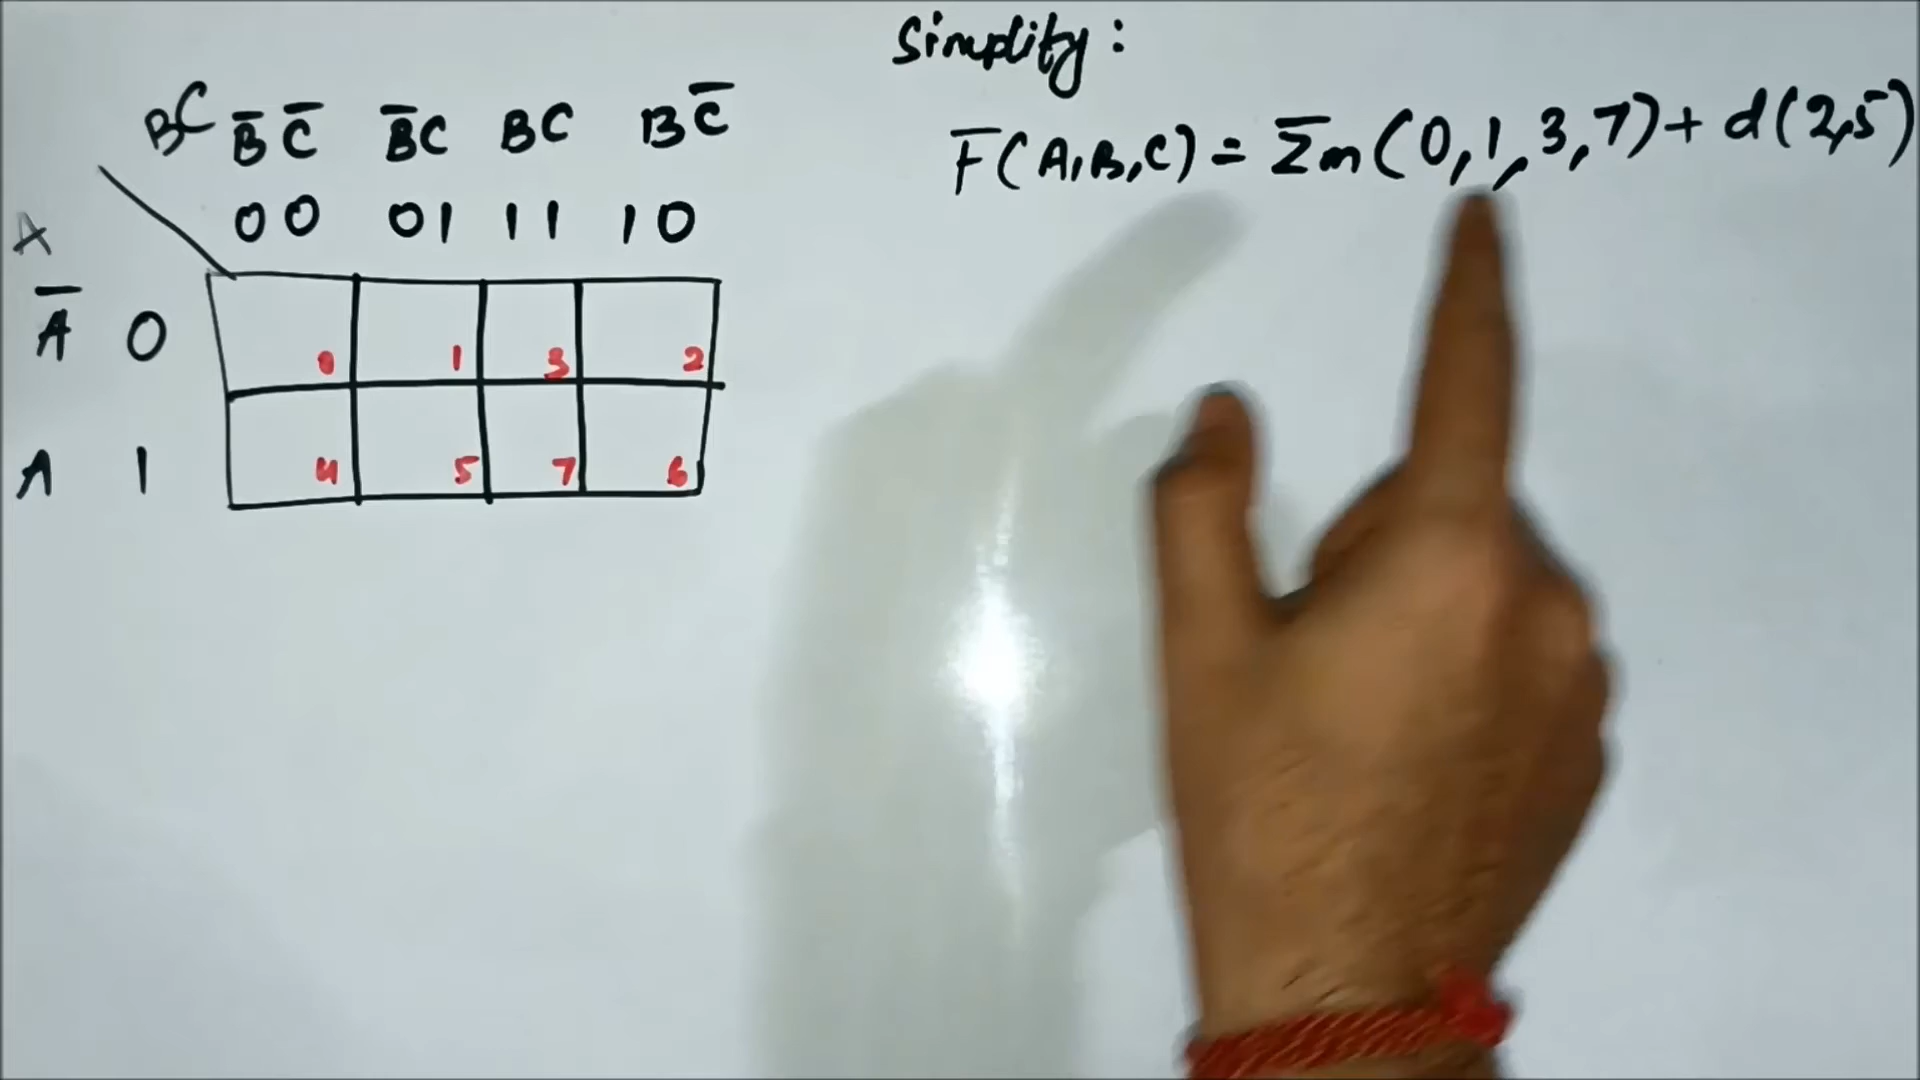 Simplify:
F(A,B,C) = Σm(0,1,3,7)+ d(2,5)
BC B̅ C̅ B̅C BC BC̅
A 00 01 11 10
A̅ 0 0 1 3 2
A 1 4 5 7 6